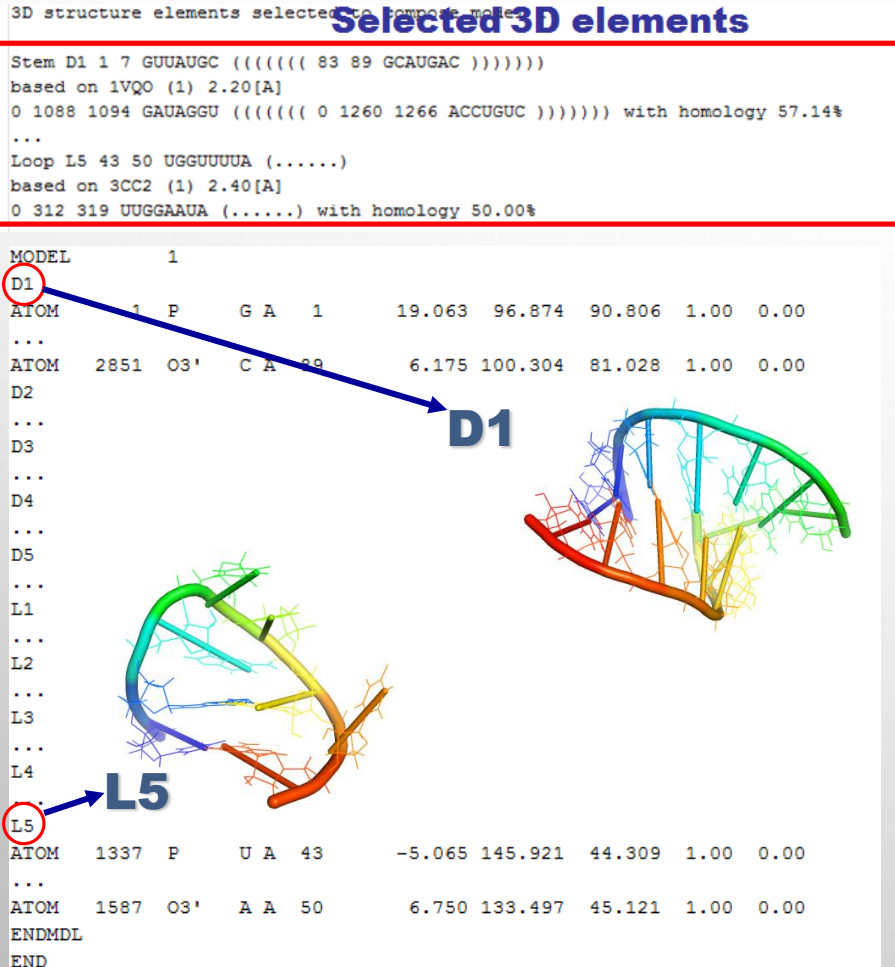 3D structure elements selected to compose model
Selected 3D elements
Stem D1 1 7 GUUAUGC ((((((( 83 89 GCAUGAC )))))))
based on 1VQO (1) 2.20[A]
0 1088 1094 GAUAGGU ((((((( 0 1260 1266 ACCUGUC ))))))) with homology 57.14%
...
Loop L5 43 50 UGGUUUUA (......)
based on 3CC2 (1) 2.40[A]
0 312 319 UUGGAAUA (......) with homology 50.00%
MODEL 1
D1
ATOM 1 P G A 1 19.063 96.874 90.806 1.00 0.00
...
ATOM 2851 O3' C A 89 6.175 100.304 81.028 1.00 0.00
D2
...
D1
D3
...
D4
...
D5
...
L1
...
L2
...
L3
...
L4
...
L5
L5
ATOM 1337 P U A 43 -5.065 145.921 44.309 1.00 0.00
...
ATOM 1587 O3' A A 50 6.750 133.497 45.121 1.00 0.00
ENDMDL
END